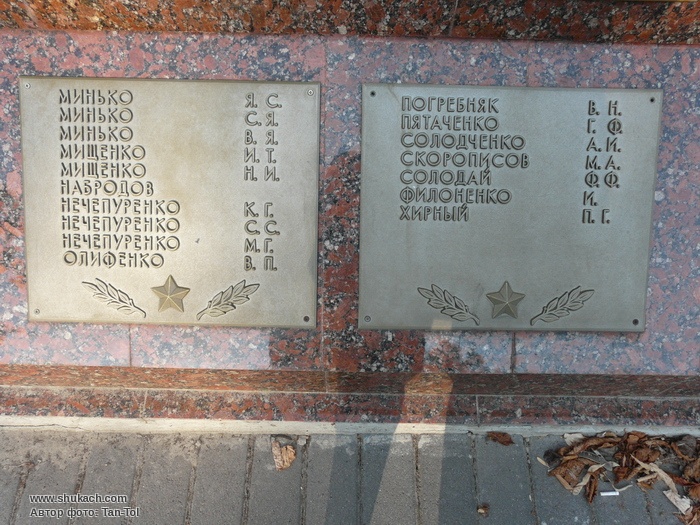 МИНЬКО Я. С.
МИНЬКО С. Я.
МИНЬКО В. Я.
МИЩЕНКО И. Т.
МИЩЕНКО Н. И.
НАБРОДОВ
НЕЧЕПУРЕНКО К. Г.
НЕЧЕПУРЕНКО С. С.
НЕЧЕПУРЕНКО М. Г.
ОЛИФЕНКО В. П.
ПОГРЕБНЯК В. Н.
ПЯТАЧЕНКО Г. Ф.
СОЛОДЧЕНКО А. И.
СКОРОПИСОВ М. А.
СОЛОДАЙ Ф. Ф.
ФИЛОНЕНКО И.
ХИРНЫЙ П. Г.
www.shukach.com
Автор фото: Tan-Tol